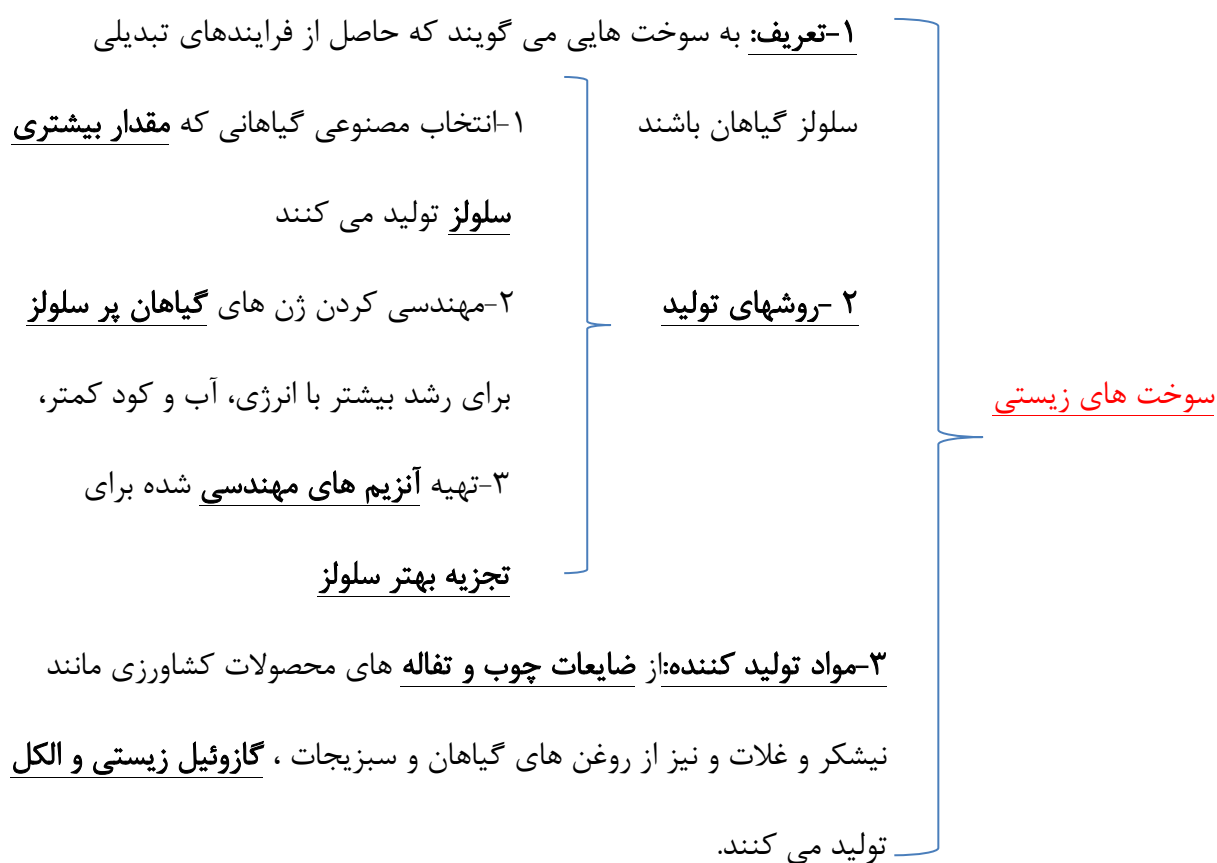 سوخت های زیستی
۱-تعریف: به سوخت هایی می گویند که حاصل از فرایندهای تبدیلی
سلولز گیاهان باشند
۲ -روشهای تولید
۱-انتخاب مصنوعی گیاهانی که مقدار بیشتری
سلولز تولید می کنند
۲-مهندسی کردن ژن های گیاهان پر سلولز
برای رشد بیشتر با انرژی، آب و کود کمتر،
۳-تهیه آنزیم های مهندسی شده برای
تجزیه بهتر سلولز
۳-مواد تولید کننده:از ضایعات چوب و تفاله های محصولات کشاورزی مانند
نیشکر و غلات و نیز از روغن های گیاهان و سبزیجات ، گازوئیل زیستی و الکل
تولید می کنند.